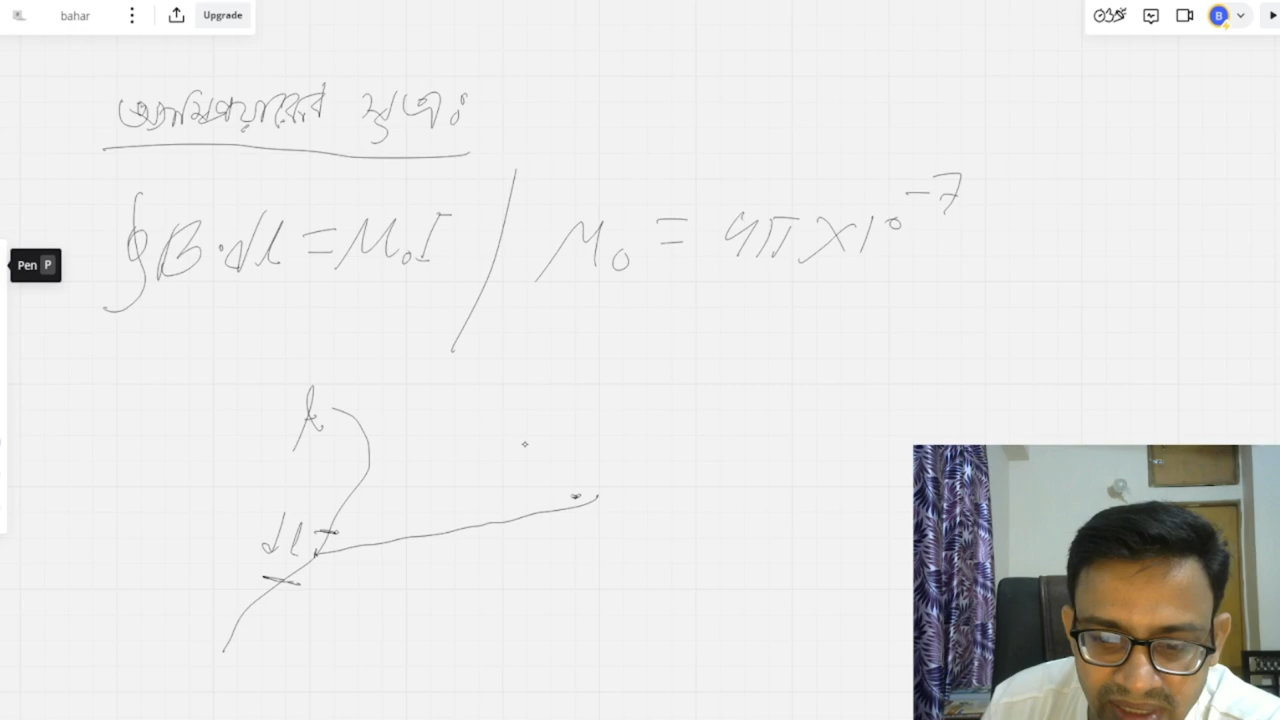 bahar
Upgrade
B
অ্যাম্পিয়ারের সূত্রঃ
∮B·dl = μ₀I / μ₀ = 4π×10⁻⁷
Pen P
A
dl